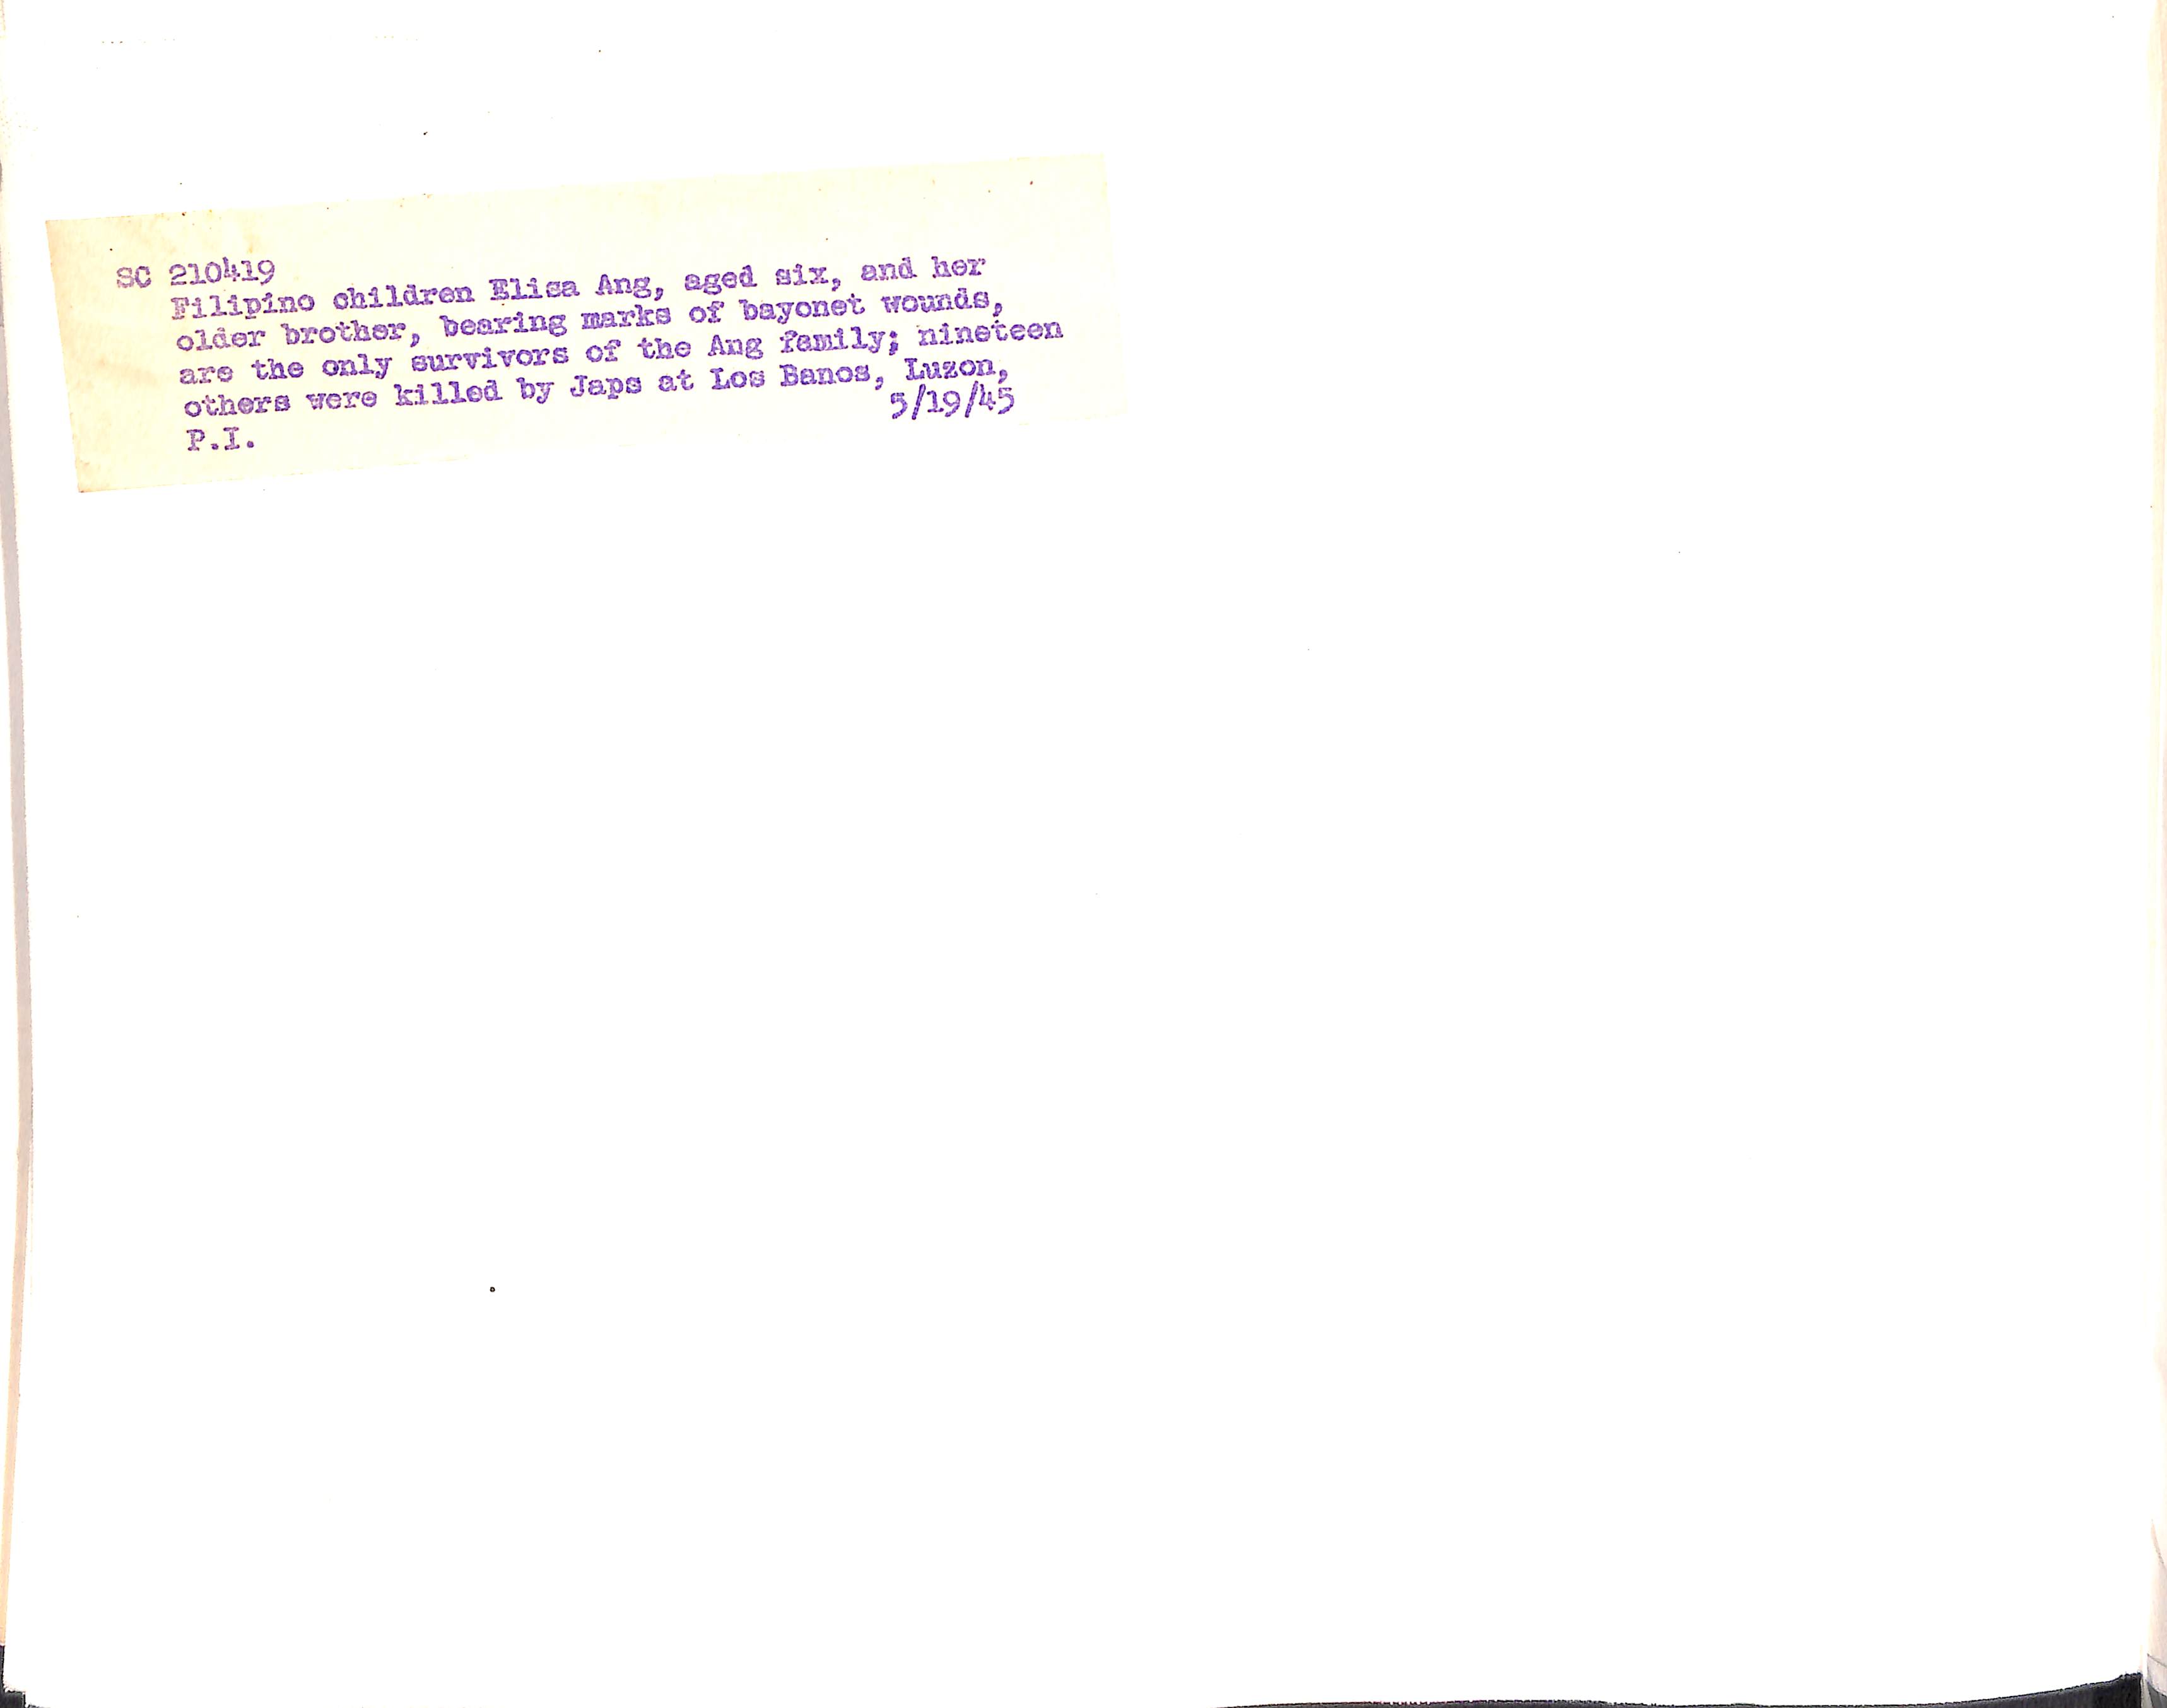 SC 210419
Filipino children Elisa Ang, aged six, and her
older brother, bearing marks of bayonet wounds,
are the only survivors of the Ang family; nineteen
others were killed by Japs at Los Banos, Luzon,
P.I. 5/19/45